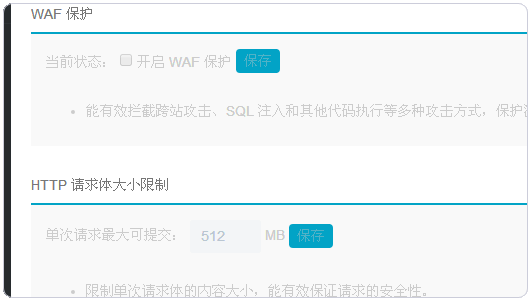 WAF 保护
当前状态： 开启 WAF 保护 保存
能有效拦截跨站攻击、SQL 注入和其他代码执行等多种攻击方式，保护
HTTP 请求体大小限制
单次请求最大可提交： 512 MB 保存
限制单次请求体的内容大小，能有效保证请求的安全性。